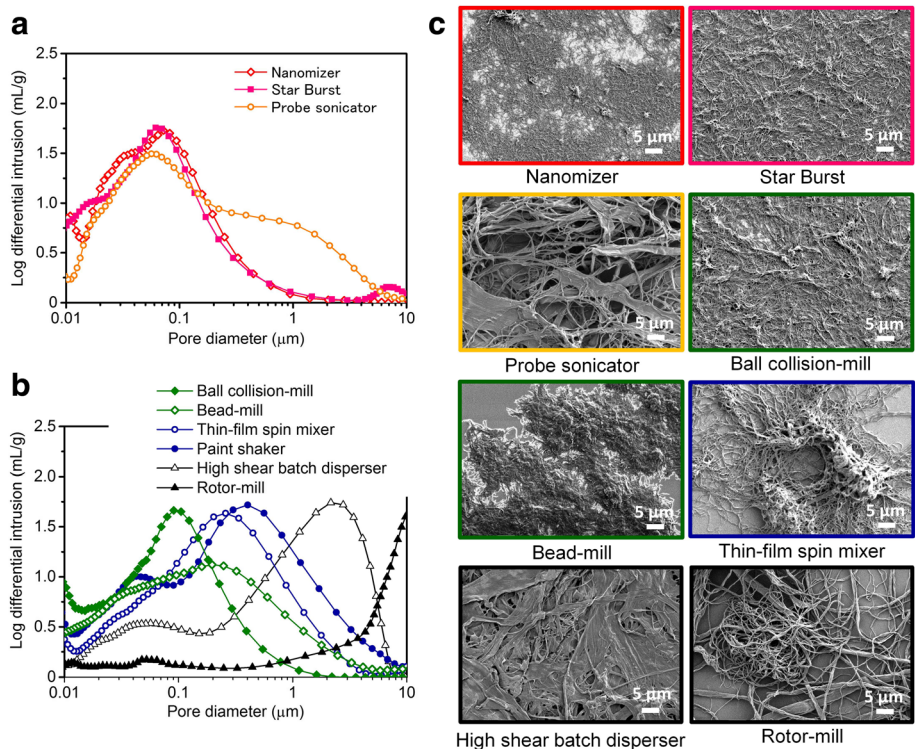 a
2.5
2.0
1.5
1.0
0.5
0
Log differential intrusion (mL/g)
Nanomizer
Star Burst
Probe sonicator
0.01 0.1 1 10
Pore diameter (μm)
b
Ball collision-mill
Bead-mill
Thin-film spin mixer
Paint shaker
High shear batch disperser
Rotor-mill
2.5
2.0
1.5
1.0
0.5
0.0
Log differential intrusion (mL/g)
0.01 0.1 1 10
Pore diameter (μm)
c
5 μm 5 μm
Nanomizer Star Burst
5 μm 5 μm
Probe sonicator Ball collision-mill
5 μm 5 μm
Bead-mill Thin-film spin mixer
5 μm 5 μm
High shear batch disperser Rotor-mill